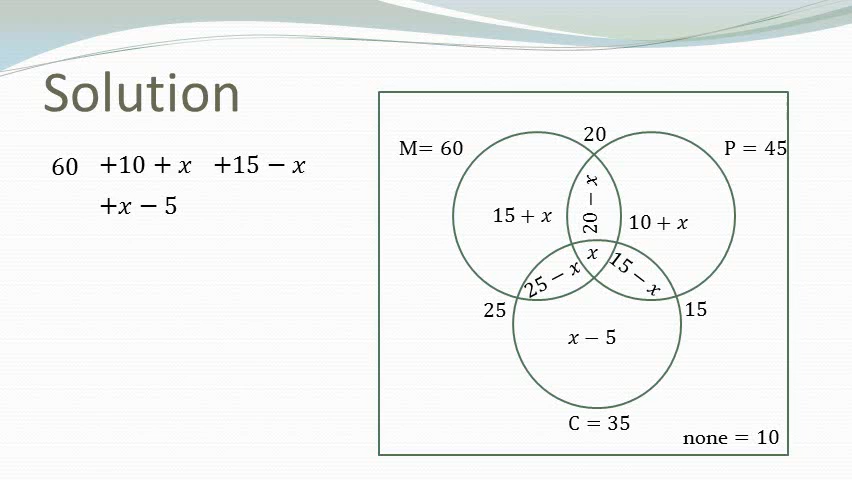 Solution
60 +10 + x +15 − x
+x − 5
20
M= 60
P = 45
20 − x
15 + x
10 + x
x
25 − x
15 − x
25
15
x − 5
C = 35
none = 10